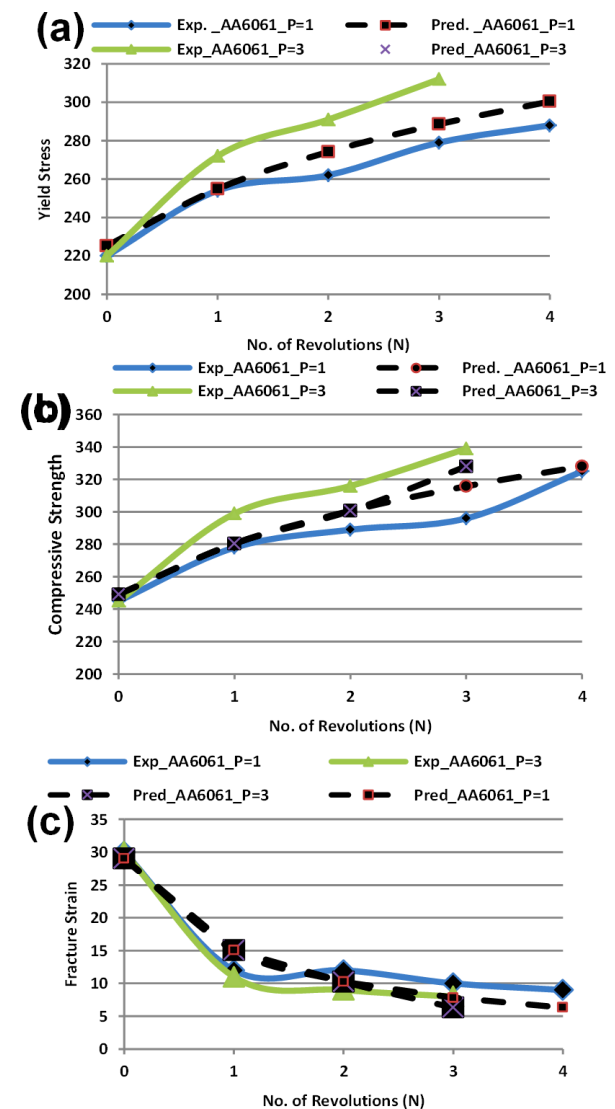 (a)
Exp. _AA6061_P=1 Pred. _AA6061_P=1
Exp_AA6061_P=3 Pred._AA6061_P=3
320
300
280
260
240
220
200
Yield Stress
0 1 2 3 4
No. of Revolutions (N)
Exp_AA6061_P=1 Pred. _AA6061_P=1
Exp_AA6061_P=3 Pred_AA6061_P=3
(b)
360
340
320
300
280
260
240
220
200
Compressive Strength
0 1 2 3 4
No. of Revolutions (N)
Exp_AA6061_P=1 Exp_AA6061_P=3
Pred_AA6061_P=3 Pred_AA6061_P=1
(c)
35
30
25
20
15
10
5
0
Fracture Strain
0 1 2 3 4
No. of Revolutions (N)